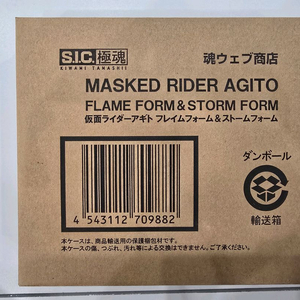 S.I.C. 極魂
KIWAMI TAMASHII
魂ウェブ商店
MASKED RIDER AGITO
FLAME FORM & STORM FORM
仮面ライダーアギト フレイムフォーム&ストームフォーム
4 543112 709882
ダンボール
輸送箱
本ケースは、商品輸送用の保護梱包材です。
本ケースの傷、つぶれ、汚れ等による交換はできません。ご了承ください。